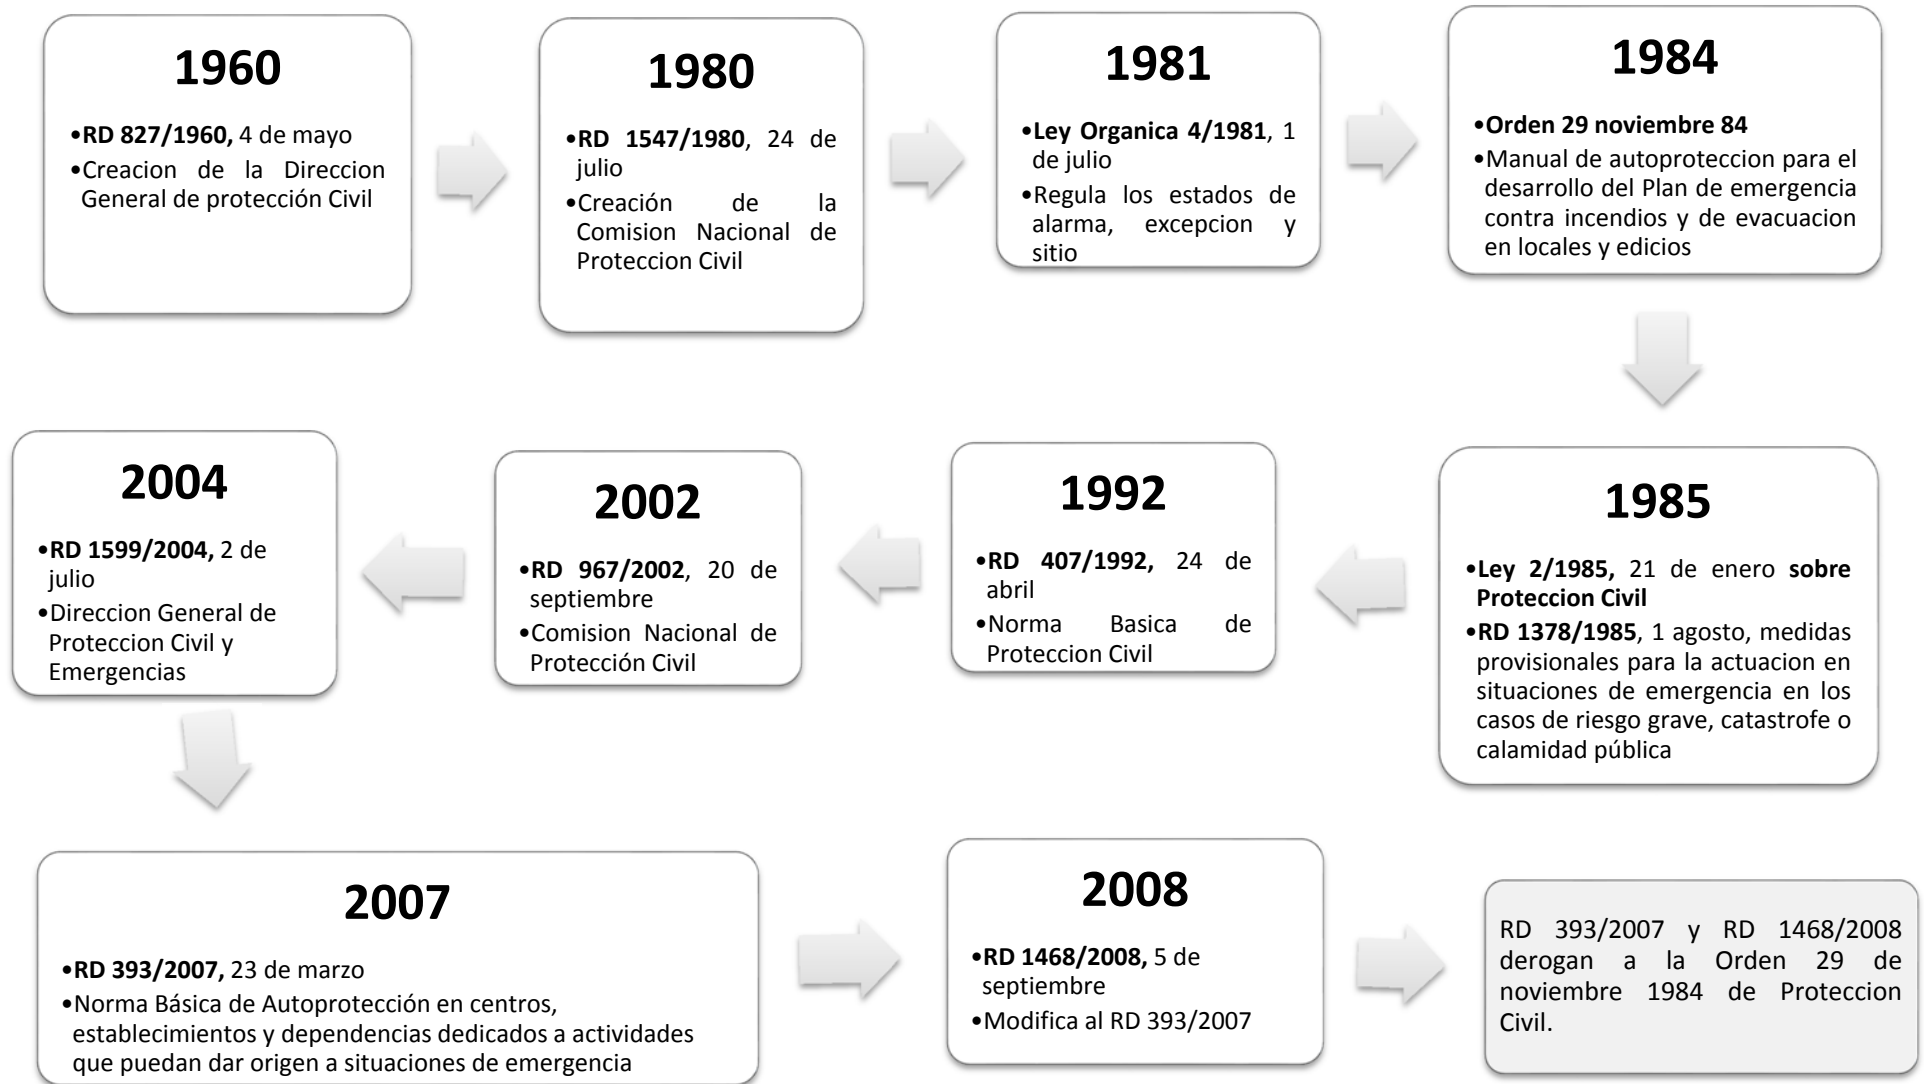 1960
•RD 827/1960, 4 de mayo
•Creacion de la Direccion
General de protección Civil
1980
•RD 1547/1980, 24 de
julio
•Creación de la
Comision Nacional de
Proteccion Civil
1981
•Ley Organica 4/1981, 1
de julio
•Regula los estados de
alarma, excepcion y
sitio
1984
•Orden 29 noviembre 84
•Manual de autoproteccion para el
desarrollo del Plan de emergencia
contra incendios y de evacuacion
en locales y edicios
1985
•Ley 2/1985, 21 de enero sobre
Proteccion Civil
•RD 1378/1985, 1 agosto, medidas
provisionales para la actuacion en
situaciones de emergencia en los
casos de riesgo grave, catastrofe o
calamidad pública
1992
•RD 407/1992, 24 de
abril
•Norma Basica de
Proteccion Civil
2002
•RD 967/2002, 20 de
septiembre
•Comision Nacional de
Protección Civil
2004
•RD 1599/2004, 2 de
julio
•Direccion General de
Proteccion Civil y
Emergencias
2007
•RD 393/2007, 23 de marzo
•Norma Básica de Autoprotección en centros,
establecimientos y dependencias dedicados a actividades
que puedan dar origen a situaciones de emergencia
2008
•RD 1468/2008, 5 de
septiembre
•Modifica al RD 393/2007
RD 393/2007 y RD 1468/2008
derogan a la Orden 29 de
noviembre 1984 de Proteccion
Civil.